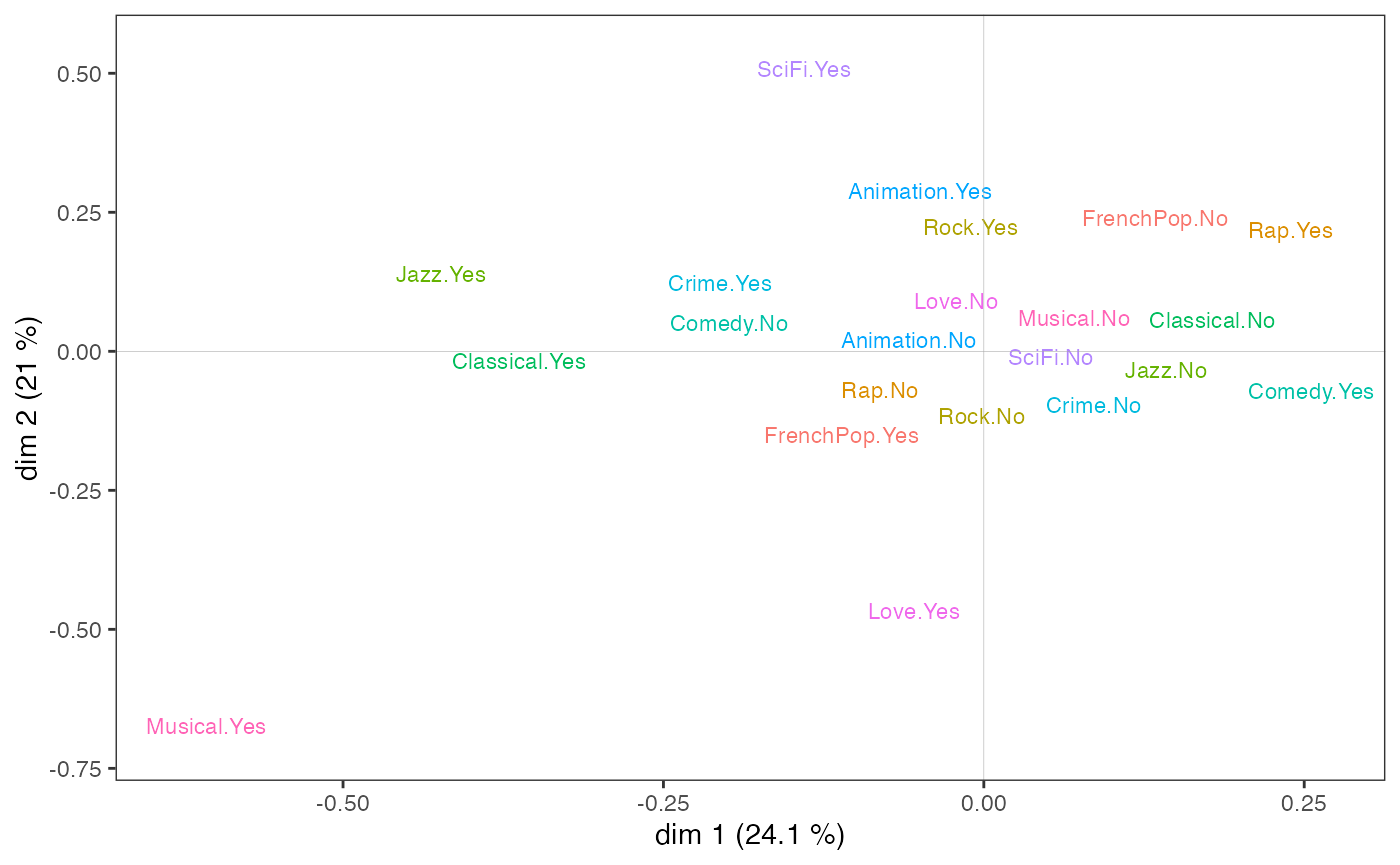 SciFi.Yes
0.50
Animation.Yes
0.25
FrenchPop.No
Rock.Yes
Rap.Yes
Jazz.Yes
Crime.Yes
Love.No
Musical.No
Classical.No
Comedy.No
Animation.No
0.00
SciFi.No
Classical.Yes
Jazz.No
Rap.No
Comedy.Yes
Crime.No
Rock.No
FrenchPop.Yes
dim 2 (21 %)
-0.25
Love.Yes
-0.50
Musical.Yes
-0.75
-0.50 -0.25 0.00 0.25
dim 1 (24.1 %)